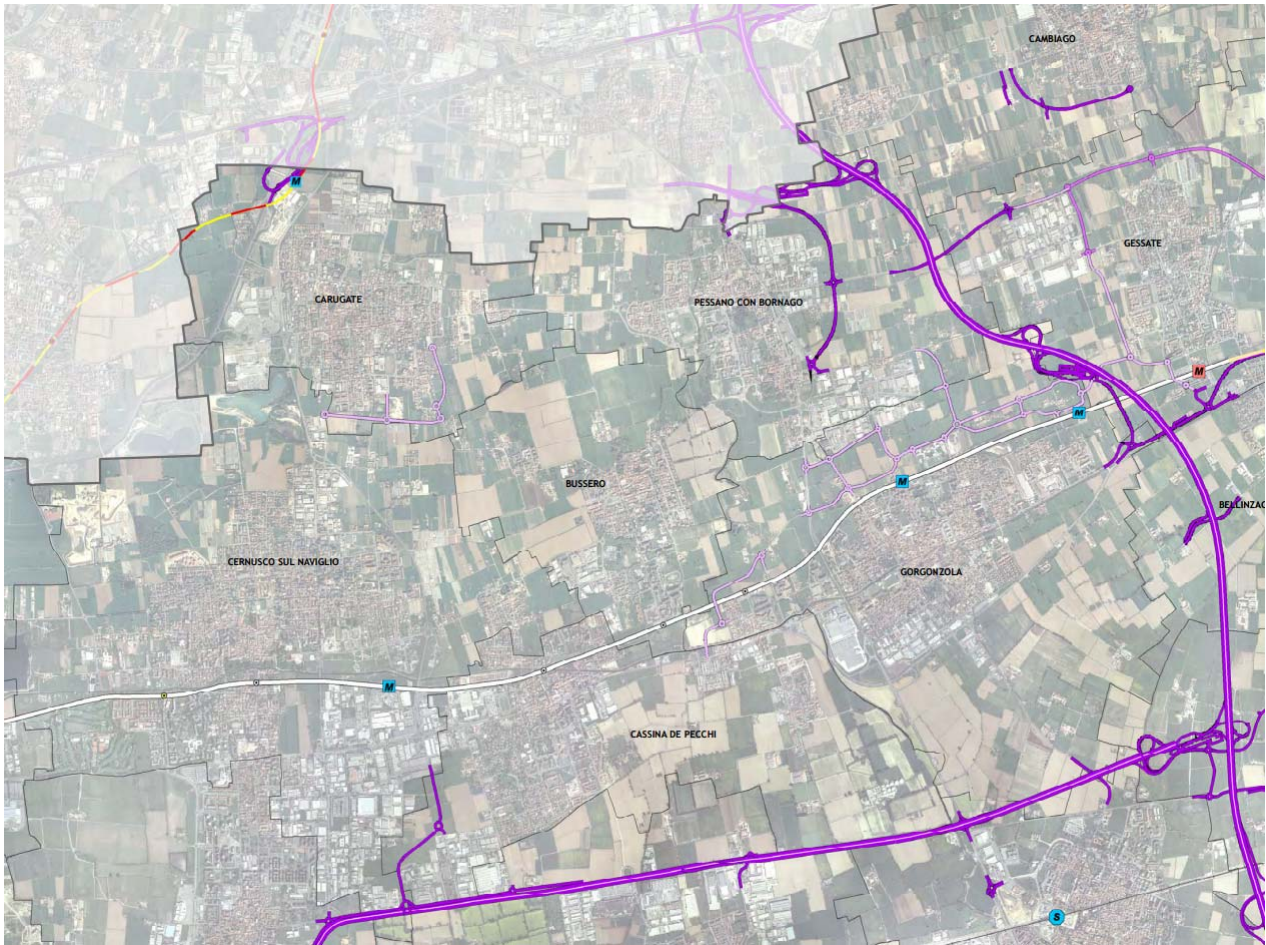 CAMBIAGO
M
GESSATE
CARUGATE
PESSANO CON BORNAGO
M
M
BUSSERO
M
BELLINZAG
CERNUSCO SUL NAVIGLIO
GORGONZOLA
M
CASSINA DE PECCHI
S